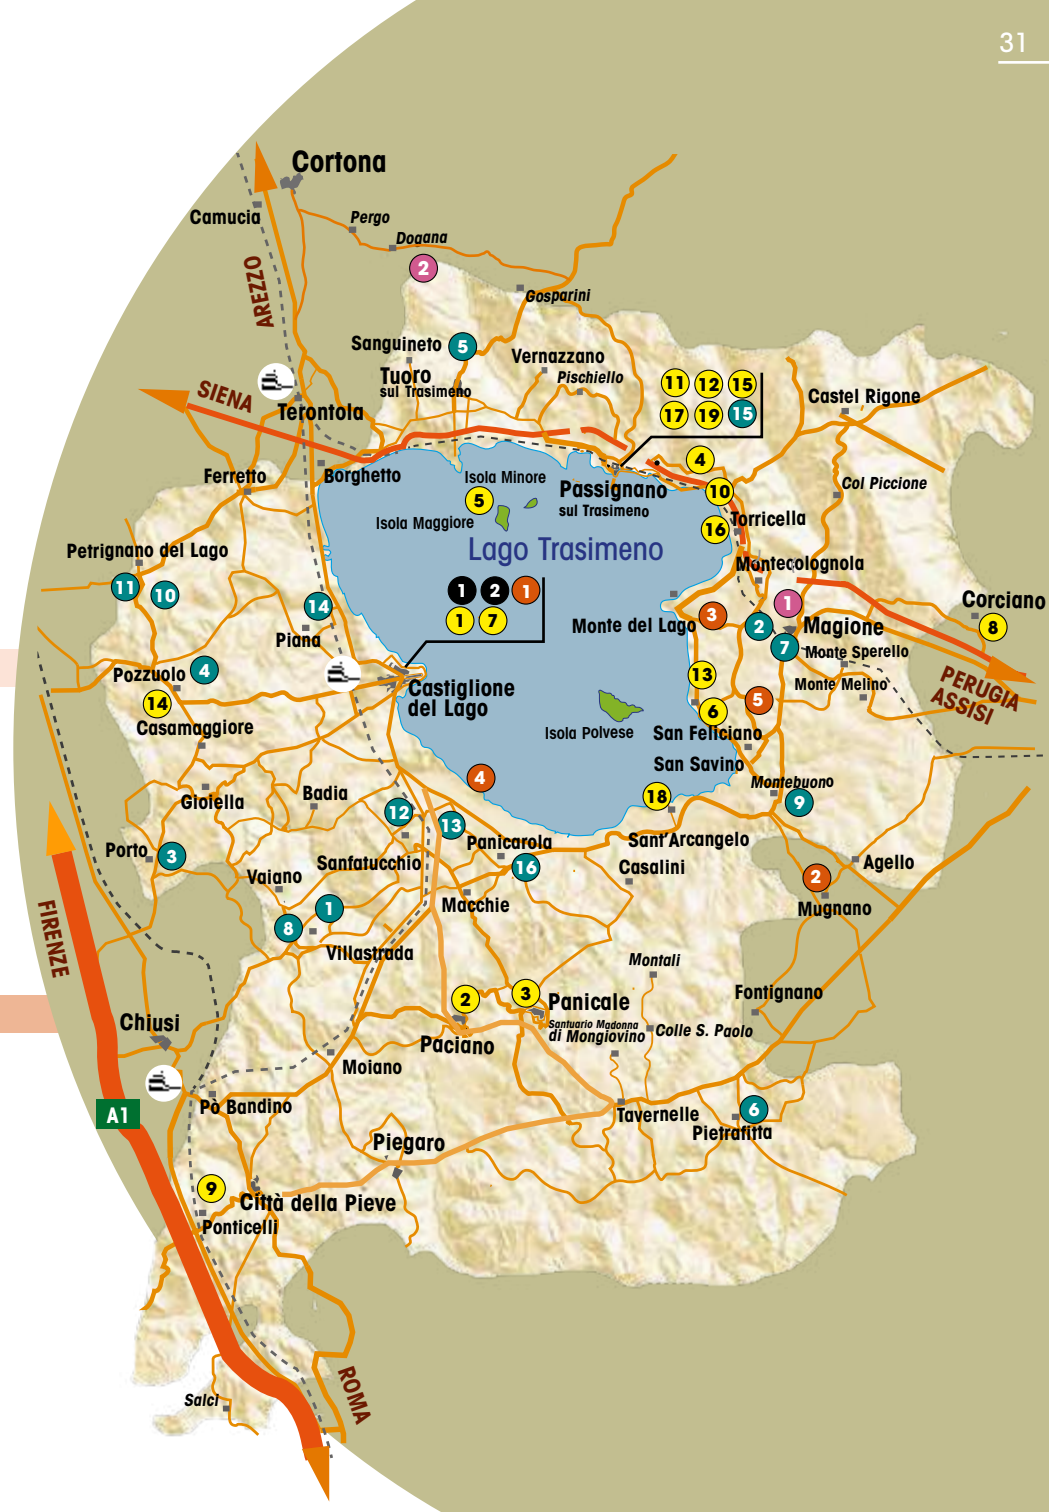 31
Cortona
Camucia
Pergo
Dogana
2
AREZZO
Gosparini
Sanguineto
5
Vernazzano
Tuoro
sul Trasimeno
Pischiello
11 12 15
17 19 15
Castel Rigone
SIENA
Terontola
4
Ferretto
Borghetto
Isola Minore
5
Passignano
sul Trasimeno
10
Col Piccione
Isola Maggiore
16
Torricella
Lago Trasimeno
Petrignano del Lago
Montecolognola
11
10
1 2 1
1 7
14
1
Corciano
8
3
Monte del Lago
2
Magione
Piana
7
Monte Sperello
Pozzuolo
4
13
PERUGIA
ASSISI
Monte Melino
Castiglione
del Lago
14
5
6
Casamaggiore
Isola Polvese
San Feliciano
San Savino
4
Montebuono
Gioiella
Badia
18
9
12
13
Panicarola
Sant'Arcangelo
Porto
3
Sanfatucchio
16
Casalini
Agello
Vaiano
2
Macchie
Mugnano
1
8
FIRENZE
Villastrada
Montali
2
3
Panicale
Fontignano
Chiusi
Santuario Madonna
di Mongiovino
Colle S. Paolo
Paciano
Moiano
A1
Pò Bandino
Tavernelle
6
Pietrafitta
Piegaro
9
Città della Pieve
Ponticelli
ROMA
Salci